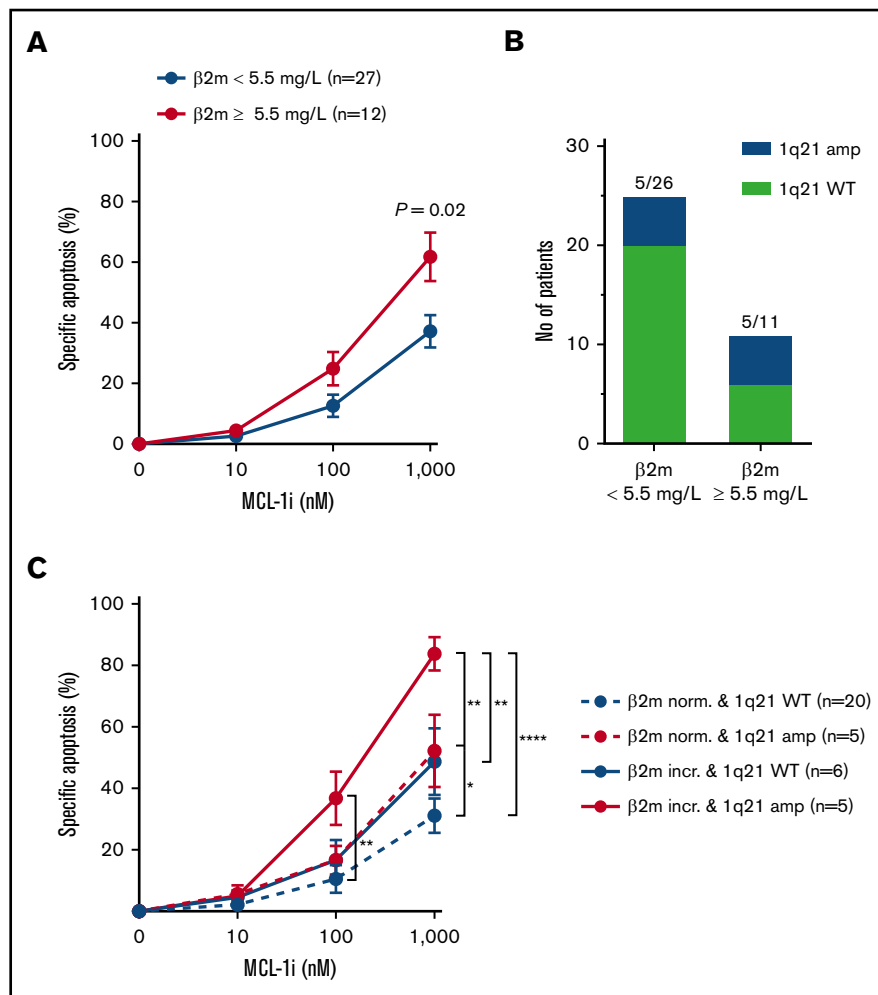 A
β2m < 5.5 mg/L (n=27)
β2m ≥ 5.5 mg/L (n=12)
100
80
60
40
20
0
Specific apoptosis (%)
P = 0.02
0
10
100
1,000
MCL-1i (nM)
B
1q21 amp
1q21 WT
30
20
10
0
No of patients
5/26
5/11
β2m
< 5.5 mg/L
β2m
≥ 5.5 mg/L
C
100
80
60
40
20
0
Specific apoptosis (%)
**
**
**
****
*
0
10
100
1,000
MCL-1i (nM)
β2m norm. & 1q21 WT (n=20)
β2m norm. & 1q21 amp (n=5)
β2m incr. & 1q21 WT (n=6)
β2m incr. & 1q21 amp (n=5)